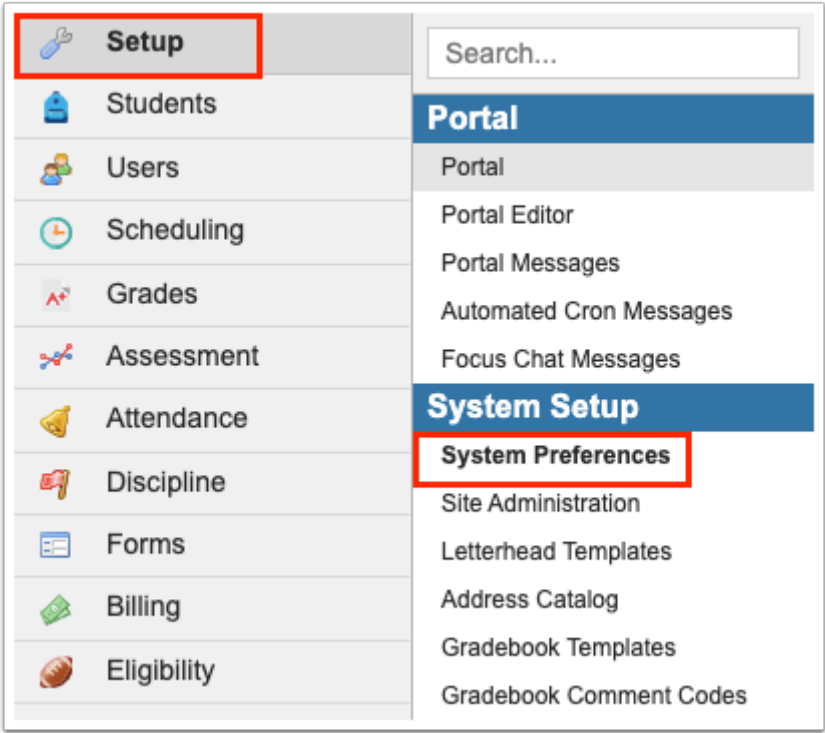 Setup
Students
Users
Scheduling
Grades
Assessment
Attendance
Discipline
Forms
Billing
Eligibility
Search...
Portal
Portal
Portal Editor
Portal Messages
Automated Cron Messages
Focus Chat Messages
System Setup
System Preferences
Site Administration
Letterhead Templates
Address Catalog
Gradebook Templates
Gradebook Comment Codes